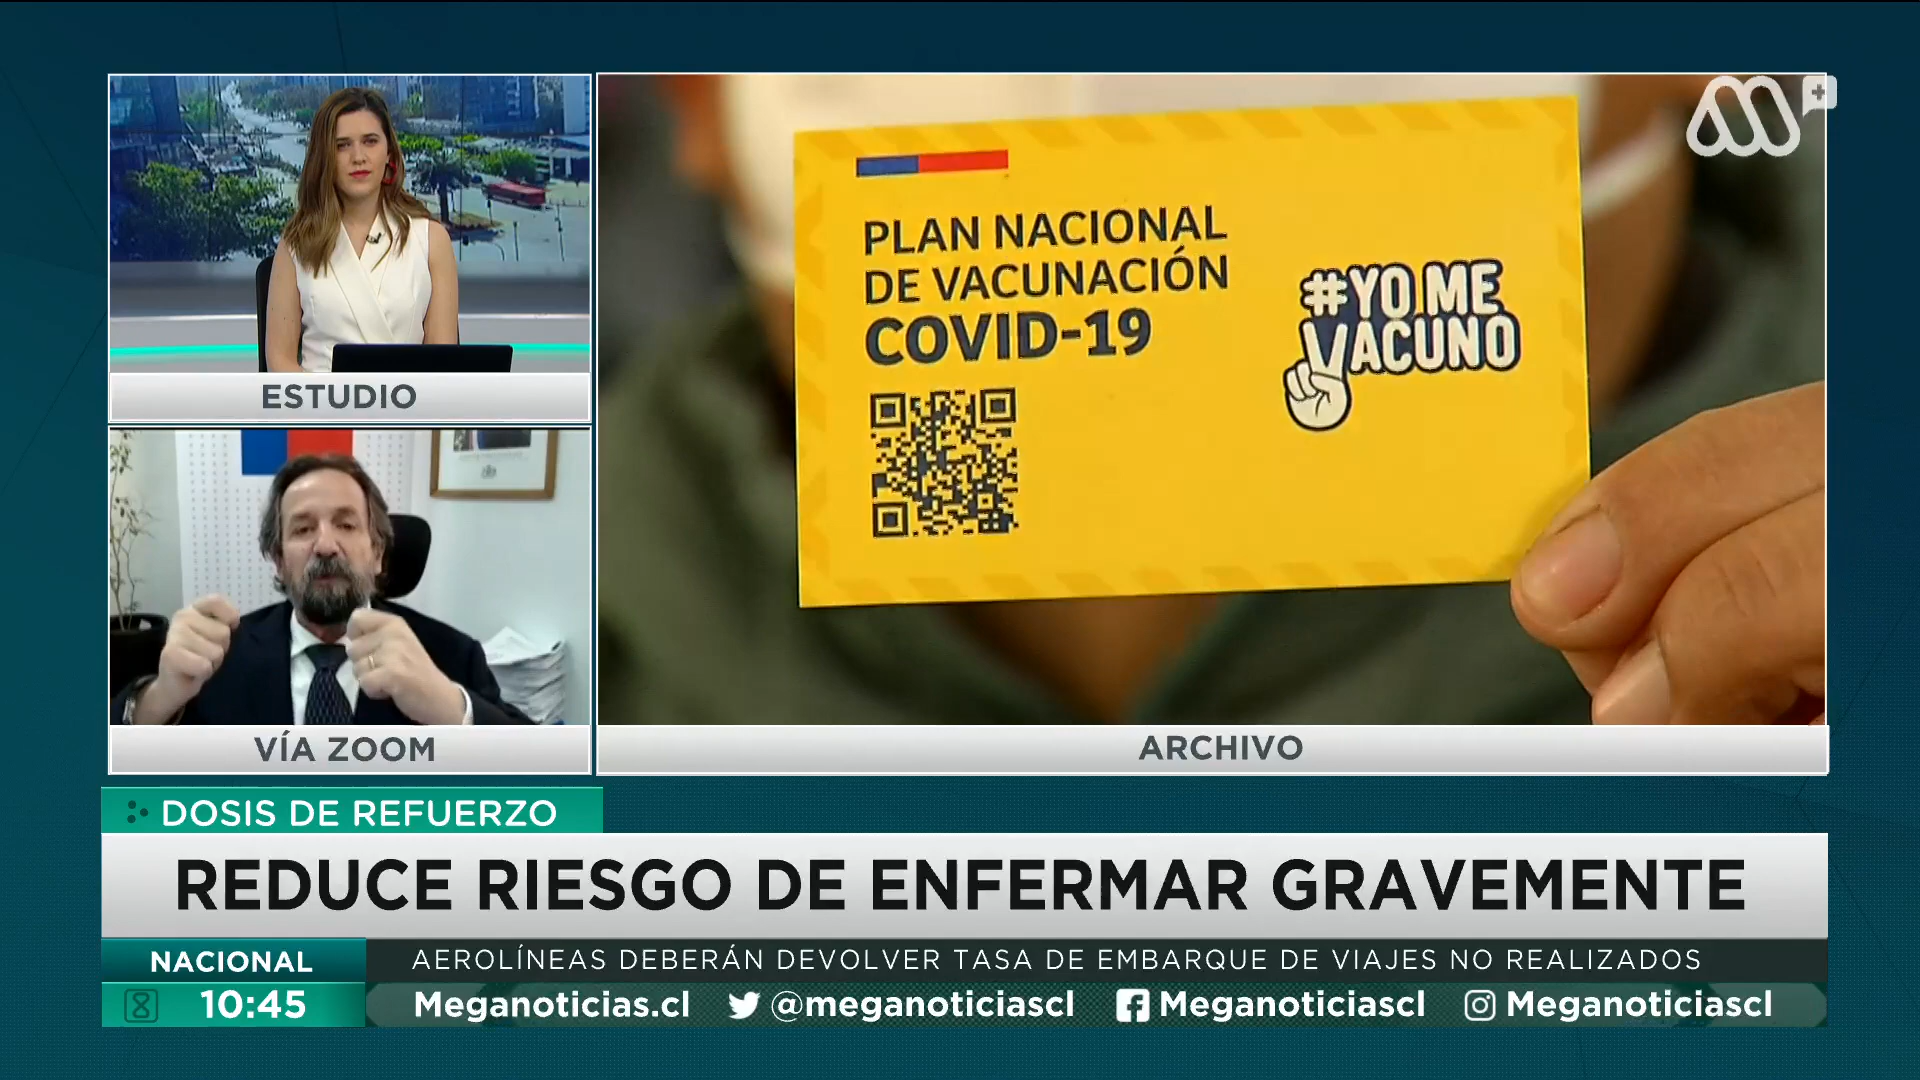 ESTUDIO
VÍA ZOOM
PLAN NACIONAL
DE VACUNACIÓN
COVID-19
#YO ME
VACUNO
ARCHIVO
DOSIS DE REFUERZO
REDUCE RIESGO DE ENFERMAR GRAVEMENTE
NACIONAL
AEROLÍNEAS DEBERÁN DEVOLVER TASA DE EMBARQUE DE VIAJES NO REALIZADOS
10:45
Meganoticias.cl @meganoticiascl Meganoticiascl Meganoticiascl